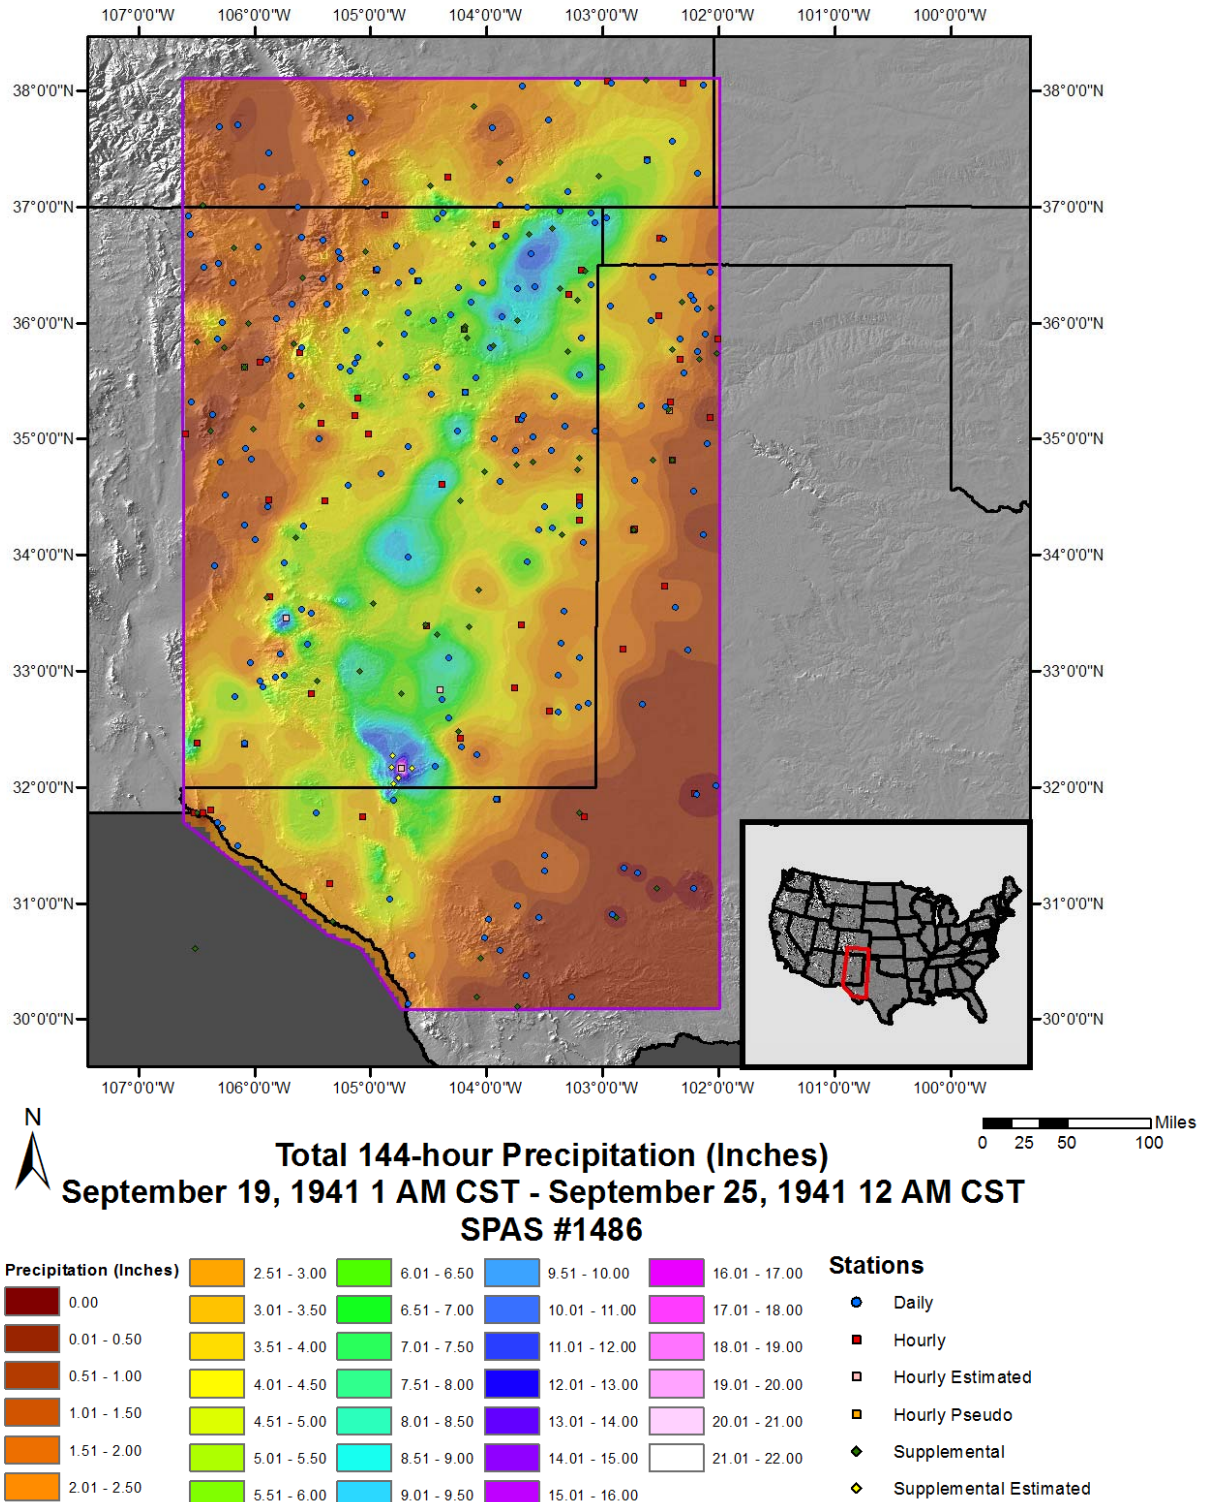 107°0'0"W 106°0'0"W 105°0'0"W 104°0'0"W 103°0'0"W 102°0'0"W 101°0'0"W 100°0'0"W
38°0'0"N 38°0'0"N
37°0'0"N 37°0'0"N
36°0'0"N 36°0'0"N
35°0'0"N 35°0'0"N
34°0'0"N 34°0'0"N
33°0'0"N 33°0'0"N
32°0'0"N 32°0'0"N
31°0'0"N 31°0'0"N
30°0'0"N 30°0'0"N
107°0'0"W 106°0'0"W 105°0'0"W 104°0'0"W 103°0'0"W 102°0'0"W 101°0'0"W 100°0'0"W
N
Miles
0 25 50 100
Total 144-hour Precipitation (Inches)
September 19, 1941 1 AM CST - September 25, 1941 12 AM CST
SPAS #1486
Precipitation (Inches)
0.00
0.01 - 0.50
0.51 - 1.00
1.01 - 1.50
1.51 - 2.00
2.01 - 2.50
2.51 - 3.00
3.01 - 3.50
3.51 - 4.00
4.01 - 4.50
4.51 - 5.00
5.01 - 5.50
5.51 - 6.00
6.01 - 6.50
6.51 - 7.00
7.01 - 7.50
7.51 - 8.00
8.01 - 8.50
8.51 - 9.00
9.01 - 9.50
9.51 - 10.00
10.01 - 11.00
11.01 - 12.00
12.01 - 13.00
13.01 - 14.00
14.01 - 15.00
15.01 - 16.00
16.01 - 17.00
17.01 - 18.00
18.01 - 19.00
19.01 - 20.00
20.01 - 21.00
21.01 - 22.00
Stations
Daily
Hourly
Hourly Estimated
Hourly Pseudo
Supplemental
Supplemental Estimated